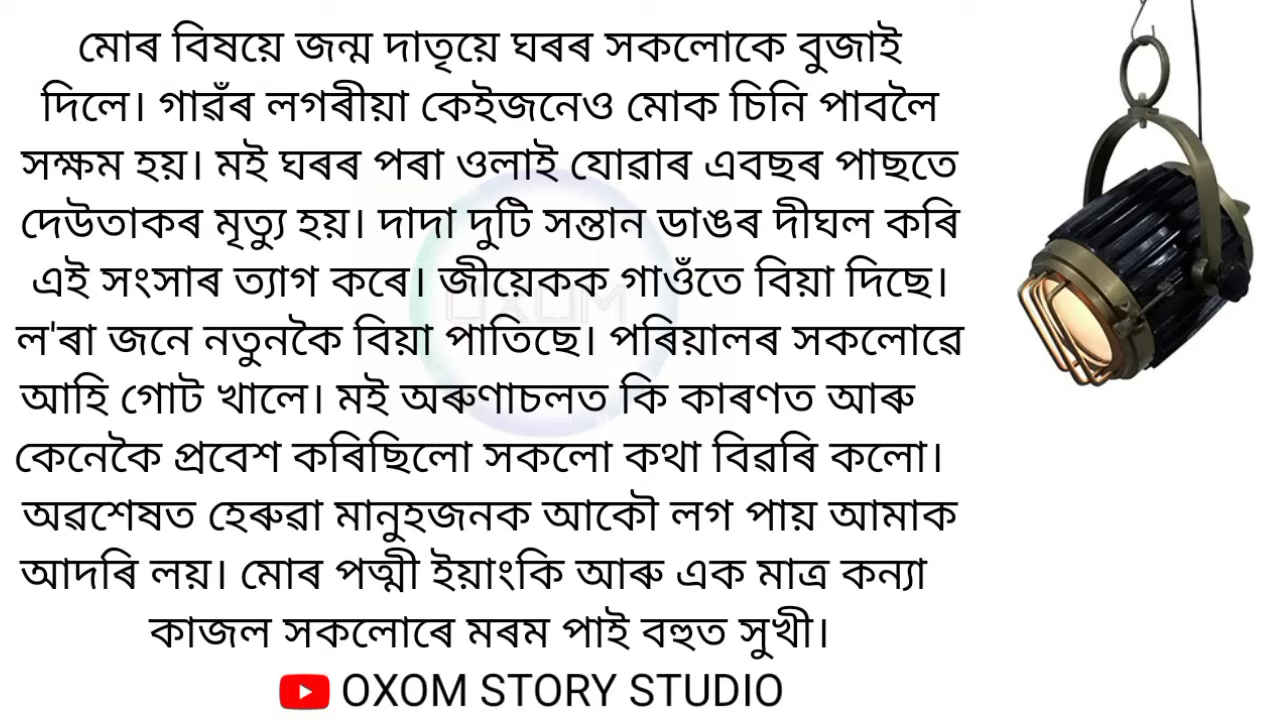 মোৰ বিষয়ে জন্ম দাতৃয়ে ঘৰৰ সকলোকে বুজাই
দিলে। গাৱঁৰ লগৰীয়া কেইজনেও মোক চিনি পাবলৈ
সক্ষম হয়। মই ঘৰৰ পৰা ওলাই যোৱাৰ এবছৰ পাছতে
দেউতাকৰ মৃত্যু হয়। দাদা দুটি সন্তান ডাঙৰ দীঘল কৰি
এই সংসাৰ ত্যাগ কৰে। জীয়েকক গাওঁতে বিয়া দিছে।
ল'ৰা জনে নতুনকৈ বিয়া পাতিছে। পৰিয়ালৰ সকলোৱে
আহি গোট খালে। মই অৰুণাচলত কি কাৰণত আৰু
কেনেকৈ প্ৰবেশ কৰিছিলো সকলো কথা বিৱৰি কলো।
অৱশেষত হেৰুৱা মানুহজনক আকৌ লগ পায় আমাক
আদৰি লয়। মোৰ পত্মী ইয়াংকি আৰু এক মাত্ৰ কন্যা
কাজল সকলোৰে মৰম পাই বহুত সুখী।
OXOM STORY STUDIO
OXOM